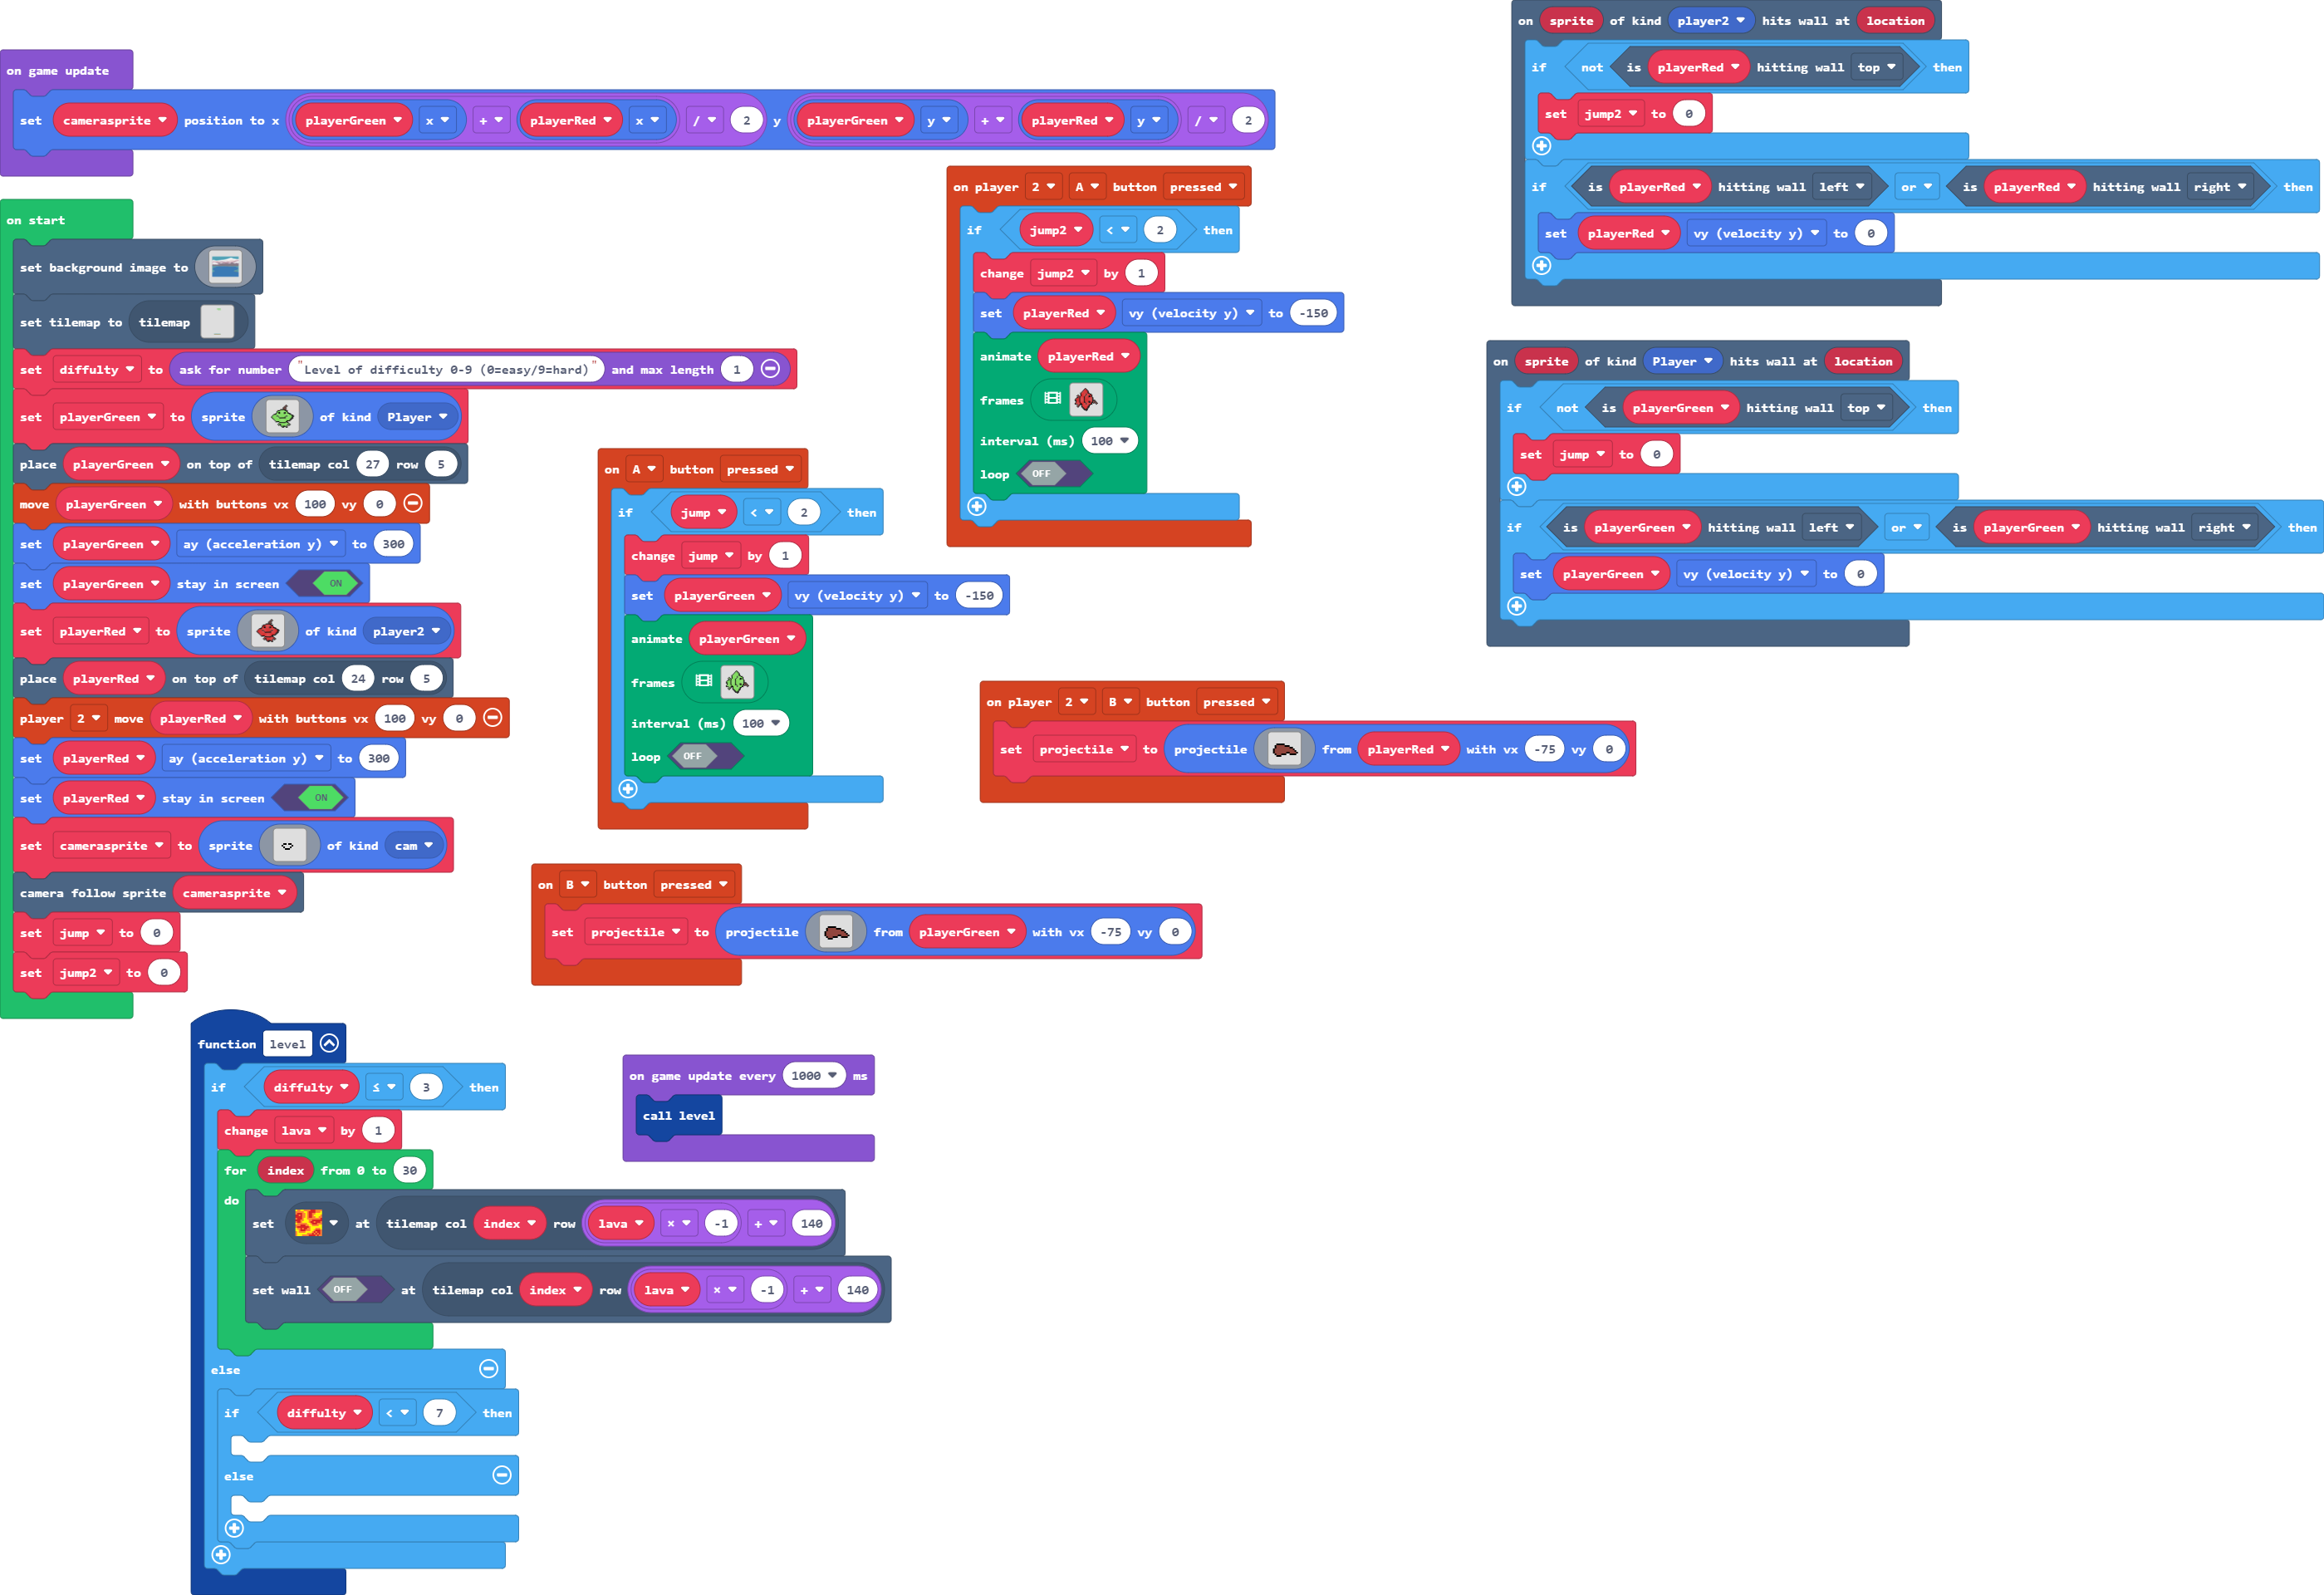 on game update
set camerasprite position to x playerGreen x + playerRed x / 2 y playerGreen y + playerRed y / 2
on start
set background image to
set tilemap to tilemap
set diffulty to ask for number "Level of difficulty 0-9 (0=easy/9=hard)" and max length 1
set playerGreen to sprite of kind Player
place playerGreen on top of tilemap col 27 row 5
move playerGreen with buttons vx 100 vy 0
set playerGreen ay (acceleration y) to 300
set playerGreen stay in screen ON
set playerRed to sprite of kind player2
place playerRed on top of tilemap col 24 row 5
player 2 move playerRed with buttons vx 100 vy 0
set playerRed ay (acceleration y) to 300
set playerRed stay in screen ON
set camerasprite to sprite of kind cam
camera follow sprite camerasprite
set jump to 0
set jump2 to 0
on A button pressed
if jump < 2 then
change jump by 1
set playerGreen vy (velocity y) to -150
animate playerGreen
frames
interval (ms) 100
loop OFF
on player 2 A button pressed
if jump2 < 2 then
change jump2 by 1
set playerRed vy (velocity y) to -150
animate playerRed
frames
interval (ms) 100
loop OFF
on sprite of kind player2 hits wall at location
if not is playerRed hitting wall top then
set jump2 to 0
if is playerRed hitting wall left or is playerRed hitting wall right then
set playerRed vy (velocity y) to 0
on sprite of kind Player hits wall at location
if not is playerGreen hitting wall top then
set jump to 0
if is playerGreen hitting wall left or is playerGreen hitting wall right then
set playerGreen vy (velocity y) to 0
on player 2 B button pressed
set projectile to projectile from playerRed with vx -75 vy 0
on B button pressed
set projectile to projectile from playerGreen with vx -75 vy 0
function level
if diffulty ≤ 3 then
change lava by 1
for index from 0 to 30
do
set at tilemap col index row lava × -1 + 140
set wall OFF at tilemap col index row lava × -1 + 140
else
if diffulty < 7 then
else
on game update every 1000 ms
call level